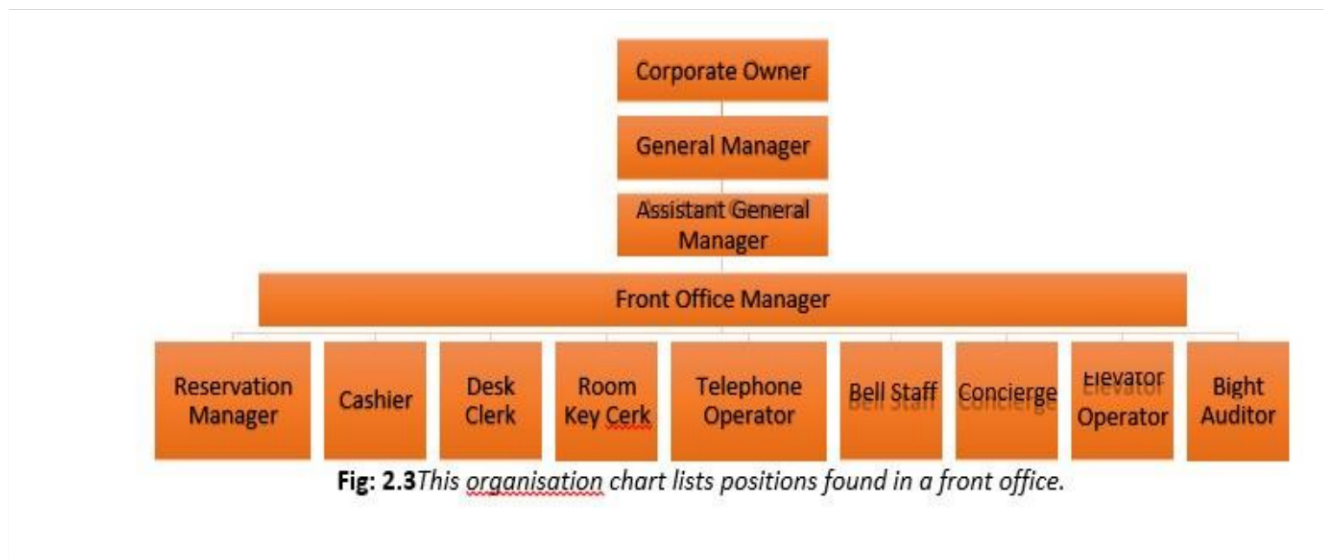 Corporate Owner
General Manager
Assistant General
Manager
Front Office Manager
Reservation
Manager
Cashier
Desk
Clerk
Room
Key Cerk
Telephone
Operator
Bell Staff
Concierge
Elevator
Operator
Bight
Auditor
Fig: 2.3This organisation chart lists positions found in a front office.